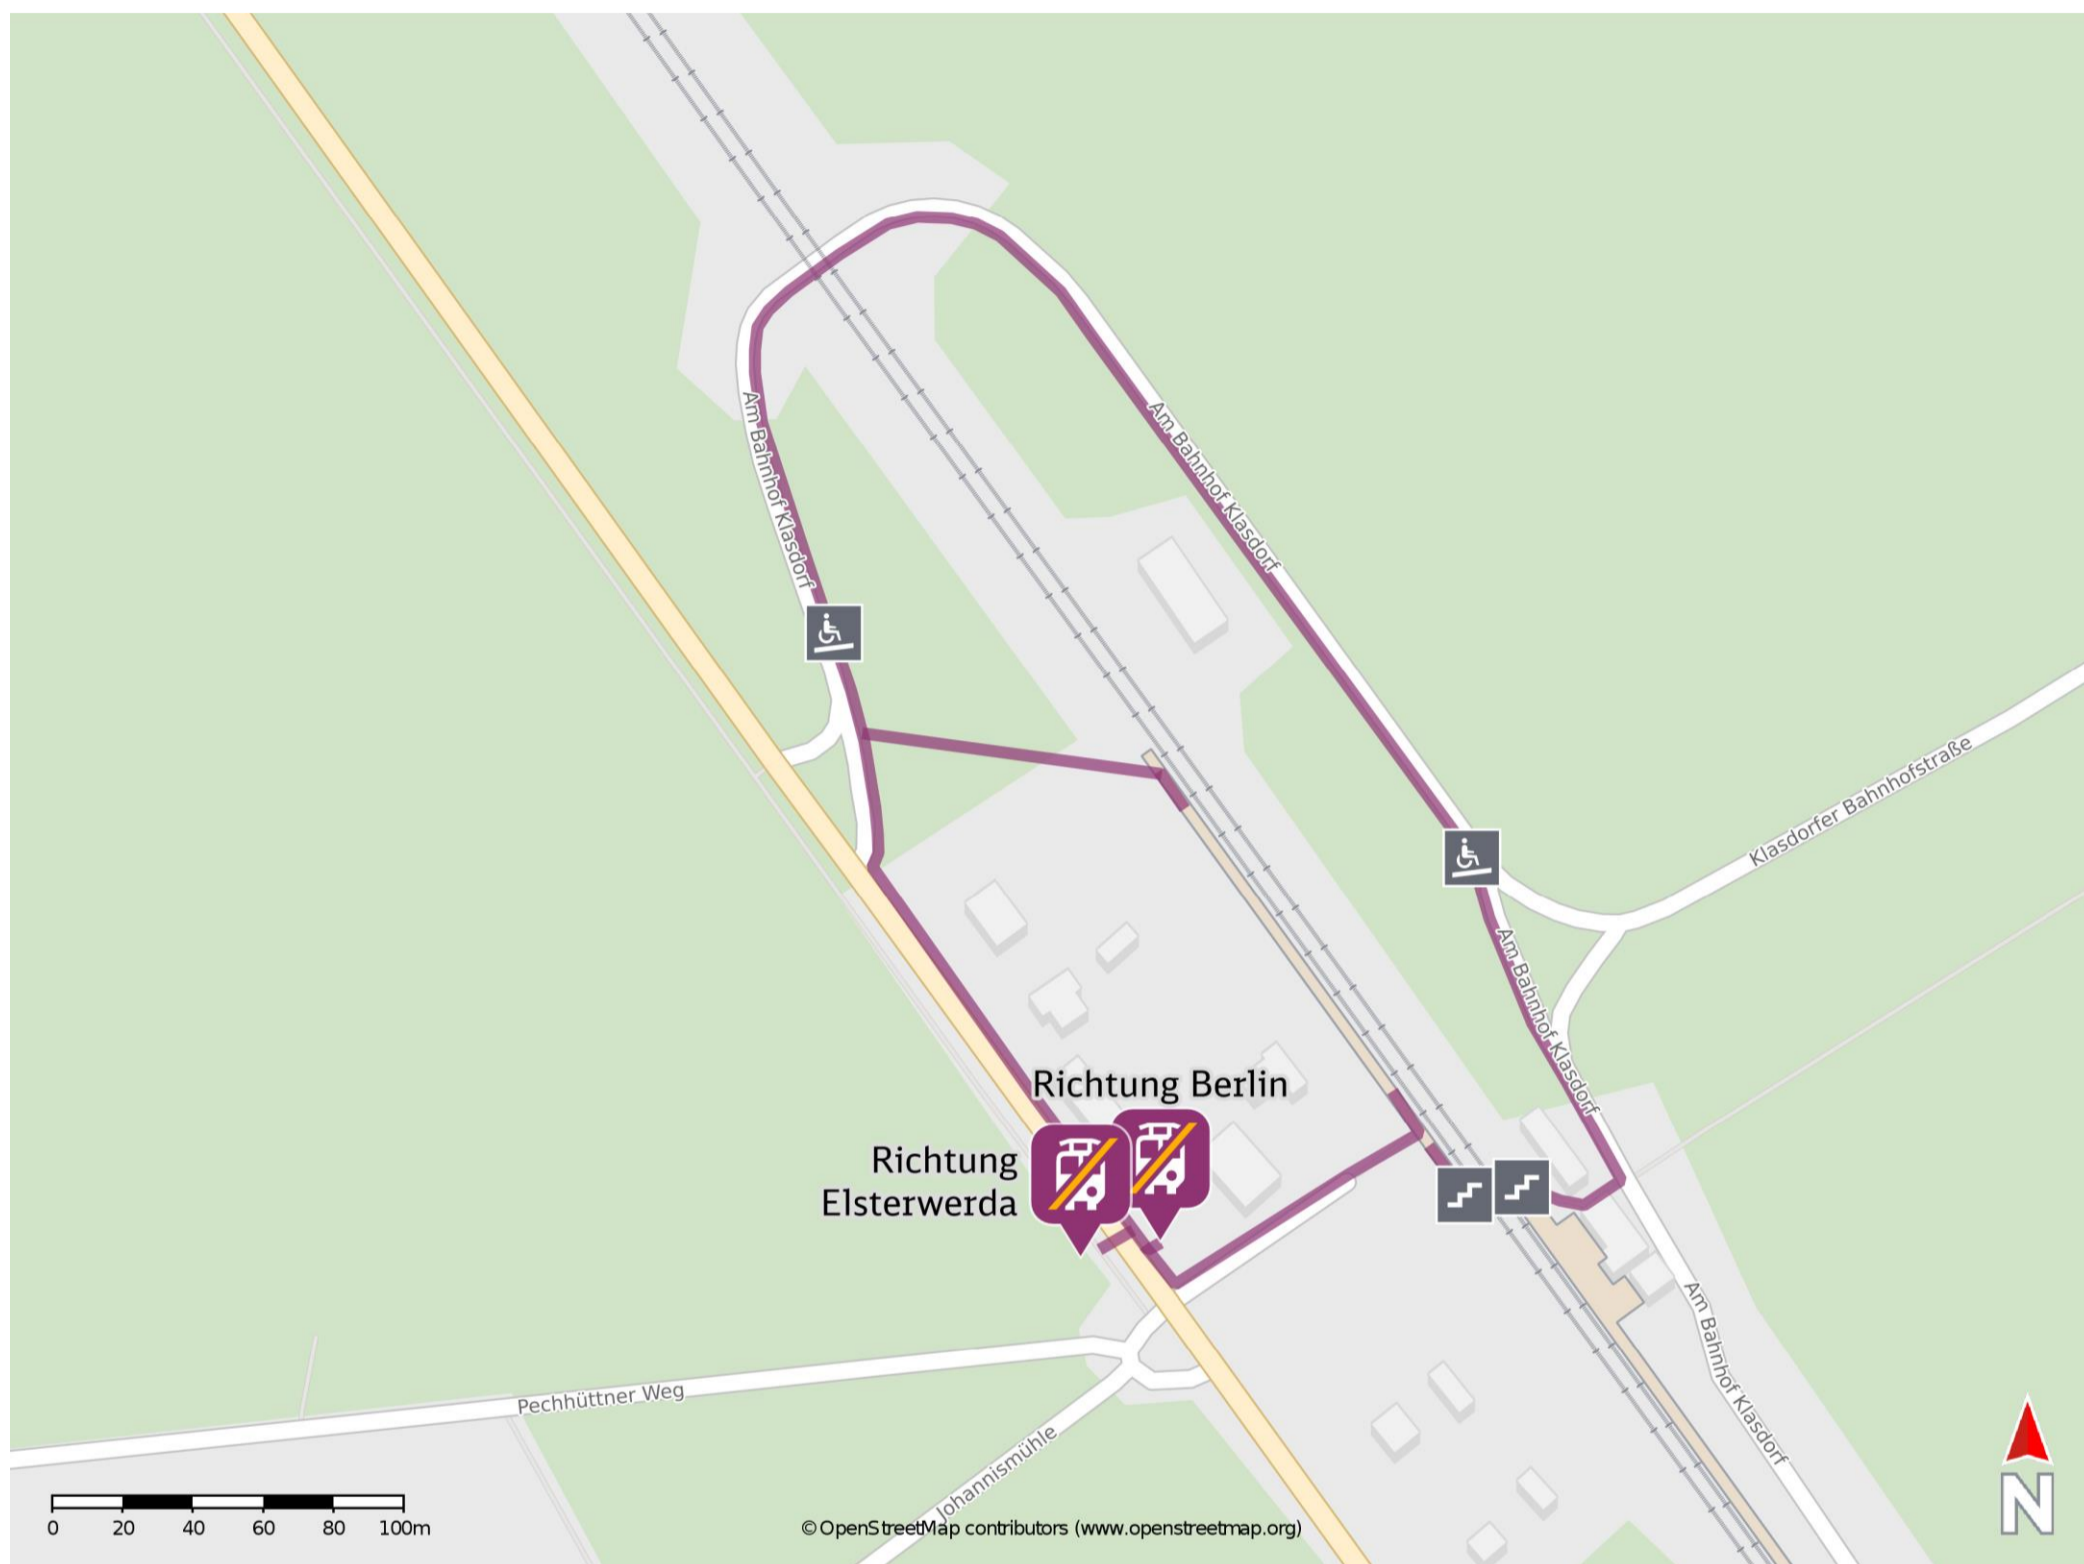 Am Bahnhof Klasdorf
Am Bahnhof Klasdorf
Klasdorfer Bahnhofstraße
Am Bahnhof Klasdorf
Richtung Berlin
Richtung
Elsterwerda
Am Bahnhof Klasdorf
Pechhüttner Weg
Johannismühle
0 20 40 60 80 100m
© OpenStreetMap contributors (www.openstreetmap.org)
N